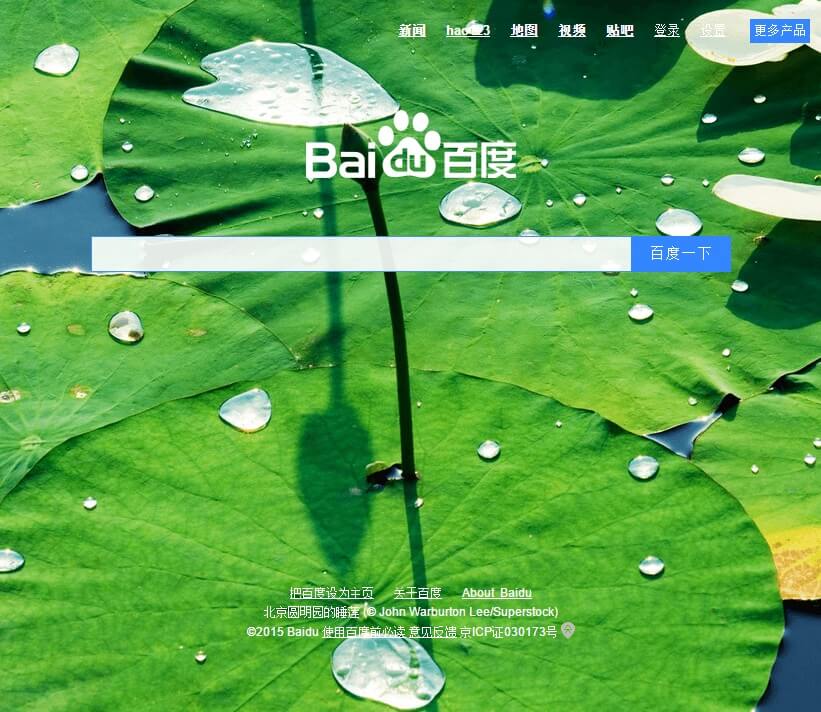 新闻 hao123 地图 视频 贴吧 登录 设置 更多产品
Bai du 百度
百度一下
把百度设为主页 关于百度 About Baidu
北京圆明园的睡莲 (© John Warburton Lee/Superstock)
©2015 Baidu 使用百度前必读 意见反馈 京ICP证030173号